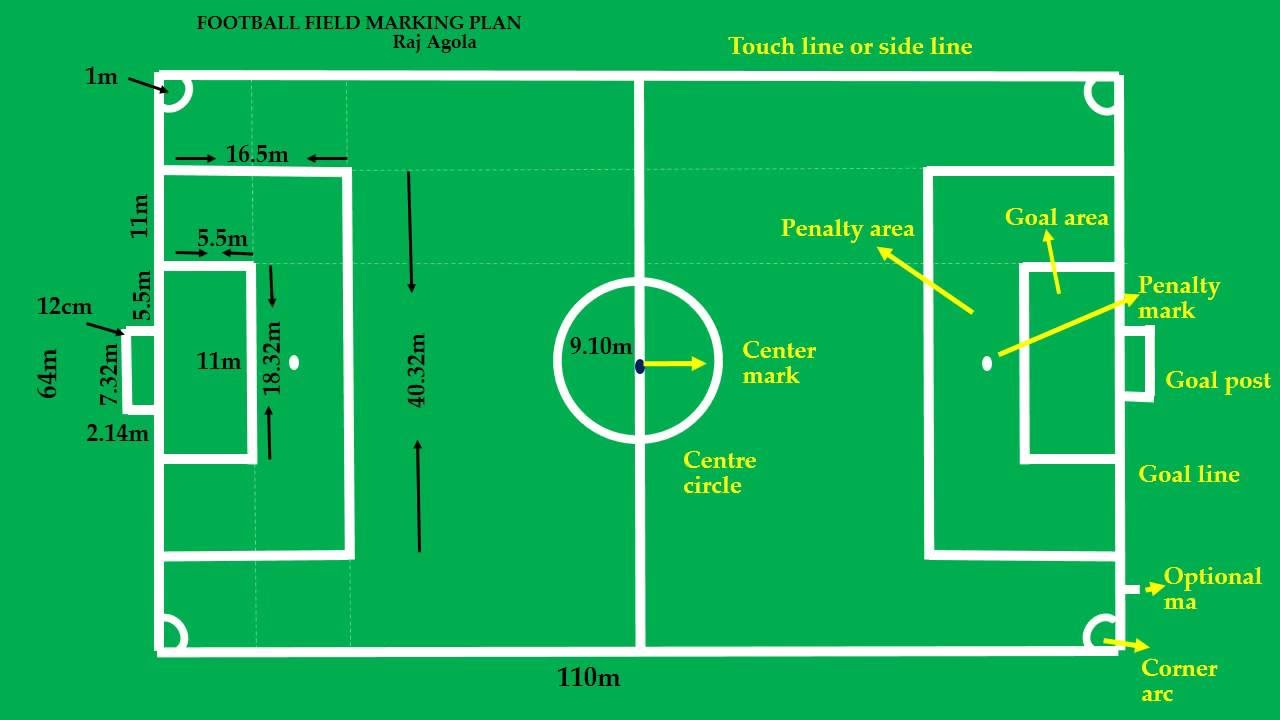 FOOTBALL FIELD MARKING PLAN
Raj Agola
Touch line or side line
1m
16.5m
11m
5.5m
Penalty area
Goal area
5.5m
12cm
Penalty
mark
64m
7.32m
11m
18.32m
40.32m
9.10m
Center
mark
Goal post
2.14m
Centre
circle
Goal line
Optional
ma
110m
Corner
arc